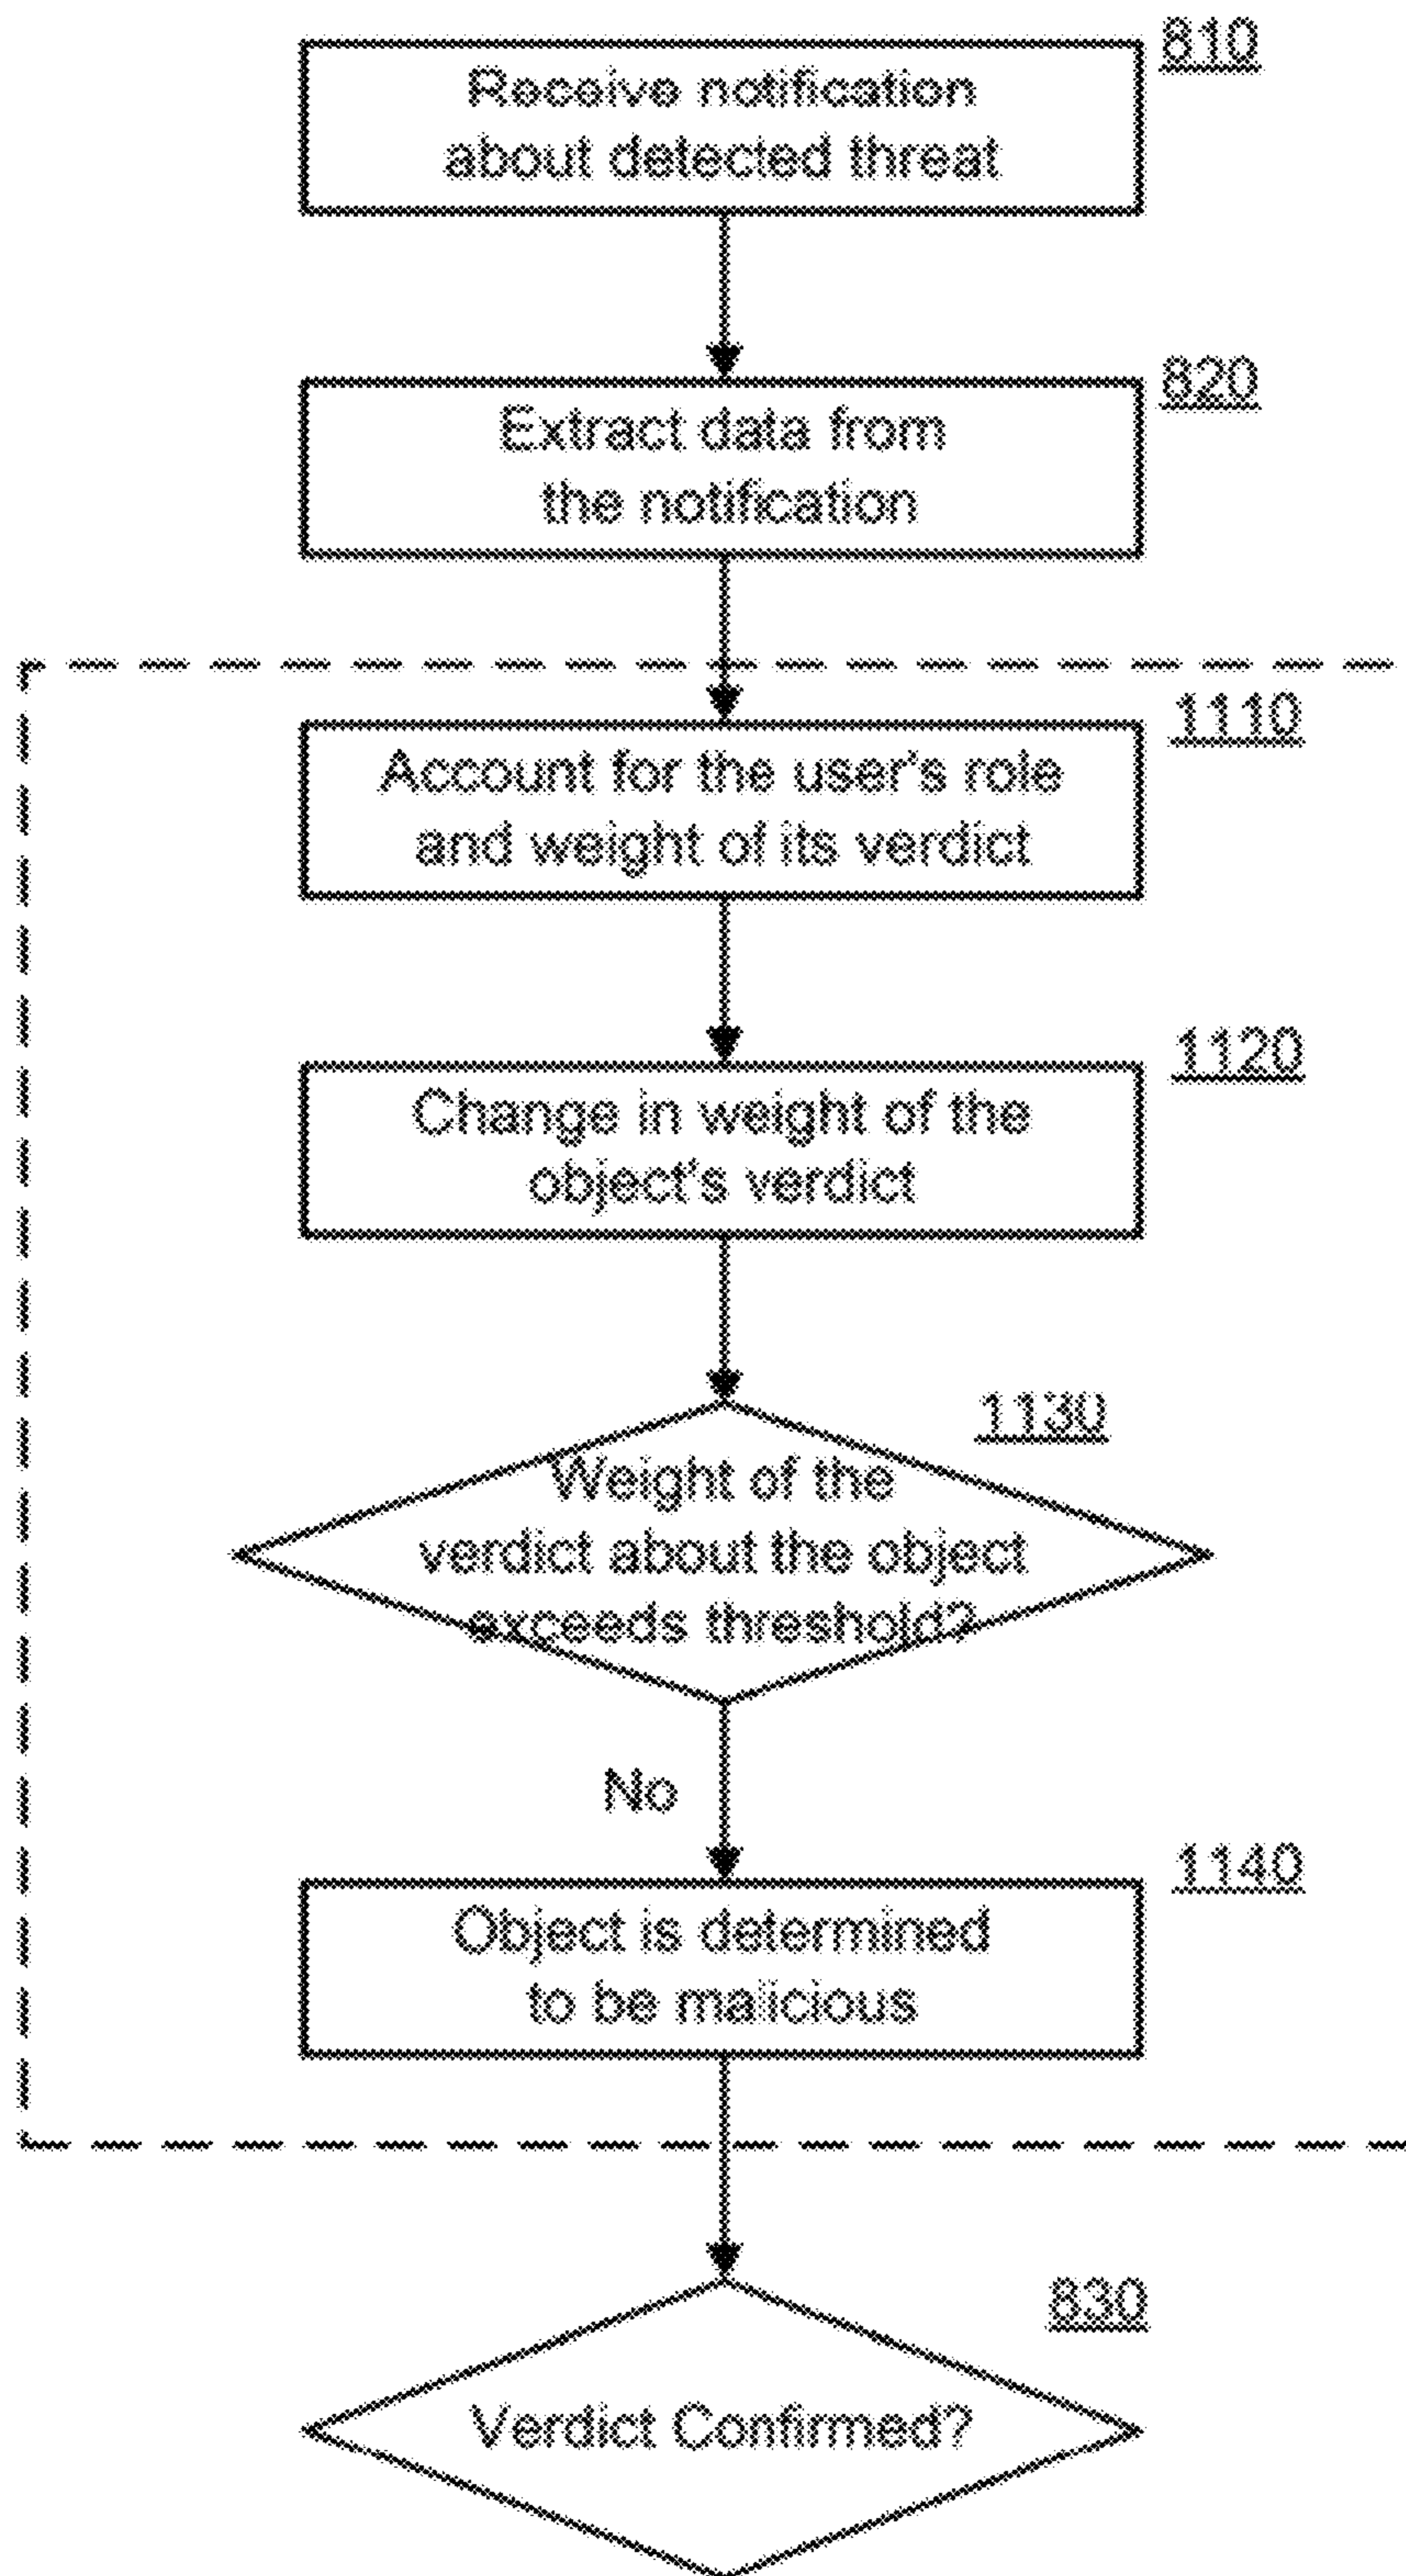 810
Receive notification
about detected threat
820
Extract data from
the notification
1110
Account for the user's role
and weight of its verdict
1120
Change in weight of the
object's verdict
1130
Weight of the
verdict about the object
exceeds threshold?
No
1140
Object is determined
to be malicious
830
Verdict Confirmed?